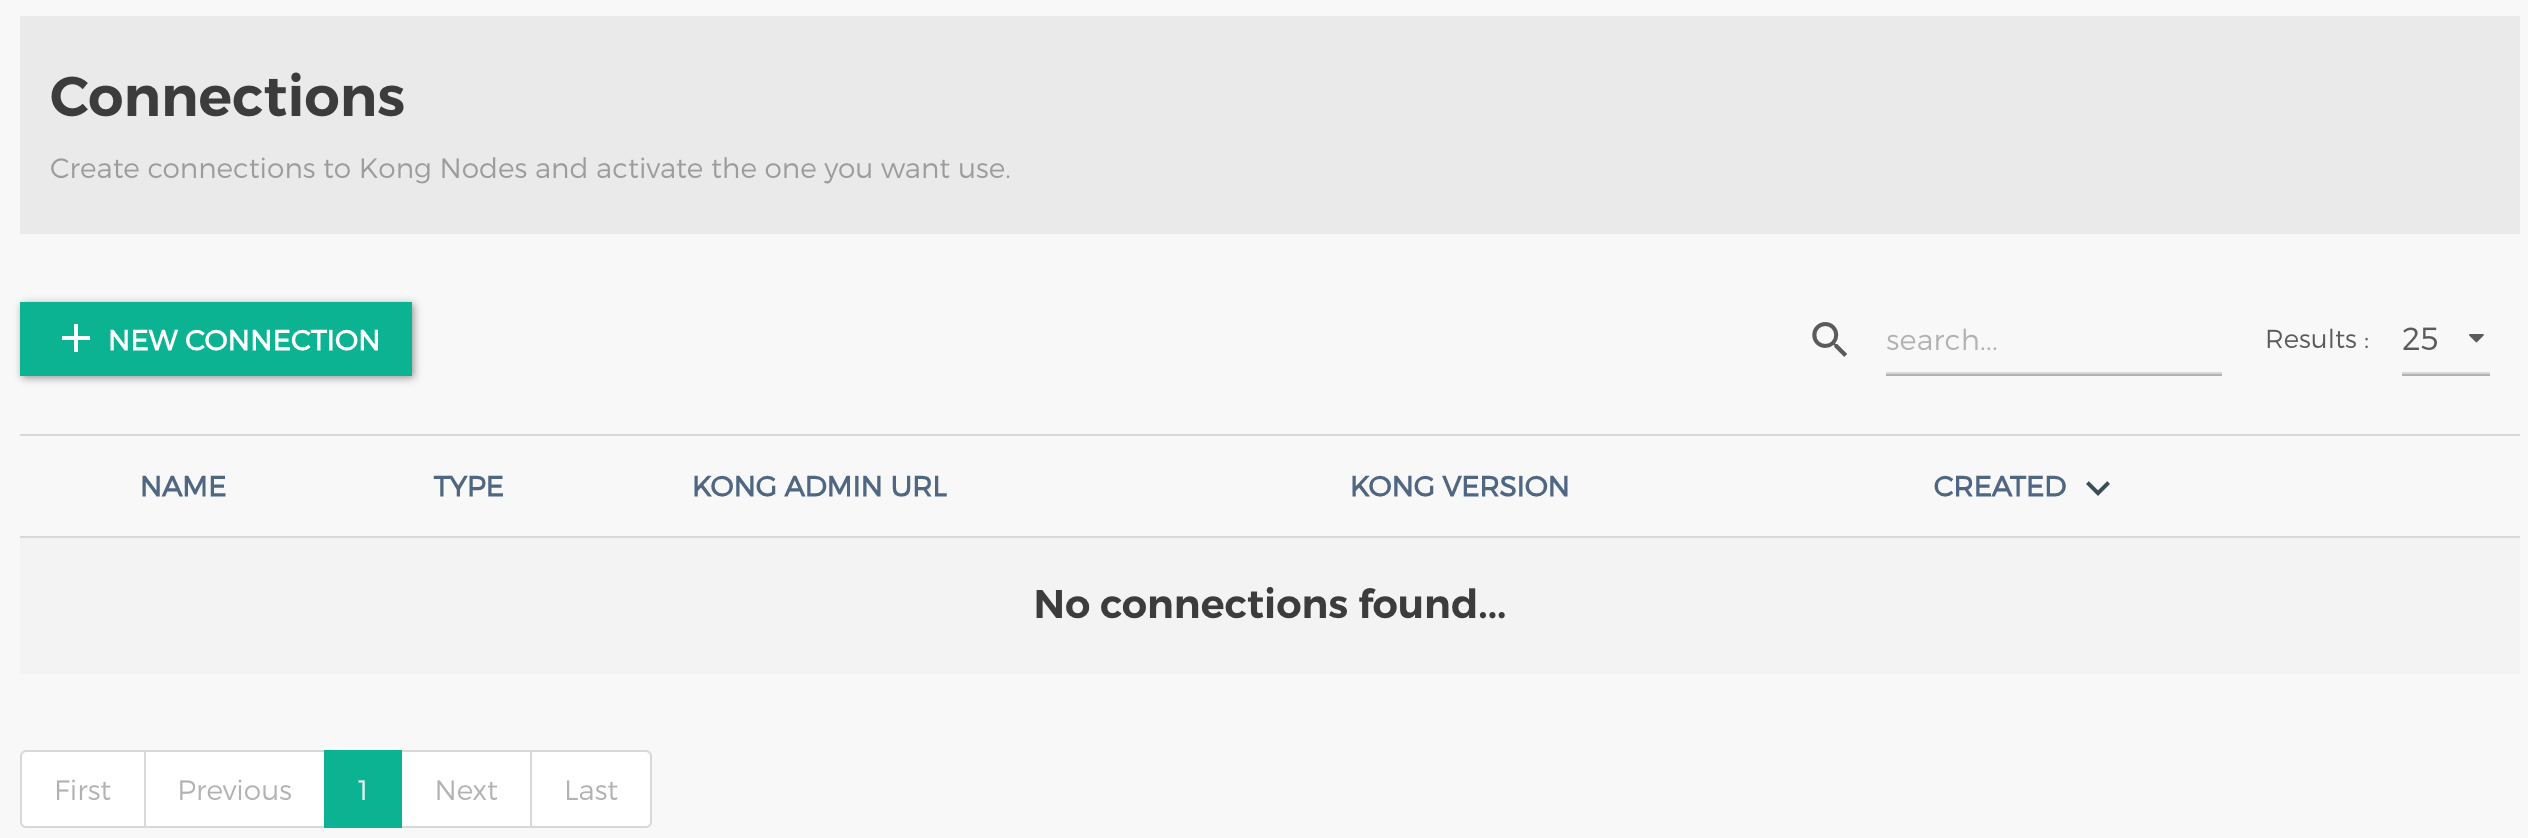 Connections
Create connections to Kong Nodes and activate the one you want use.
NEW CONNECTION
search...
Results :
25
NAME TYPE KONG ADMIN URL KONG VERSION CREATED
No connections found...
First Previous 1 Next Last